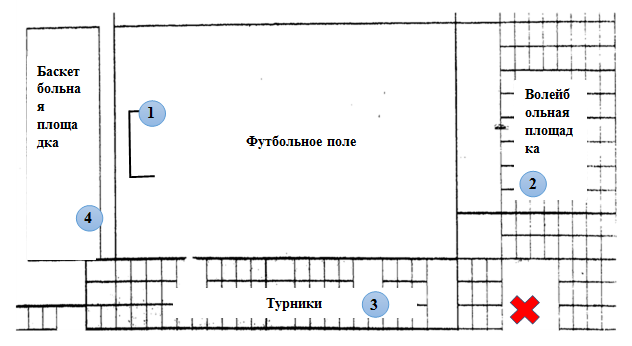 Баскет
больна
я
площа
дка
1
Футбольное поле
Волейб
ольная
площад
ка
2
4
Турники
3